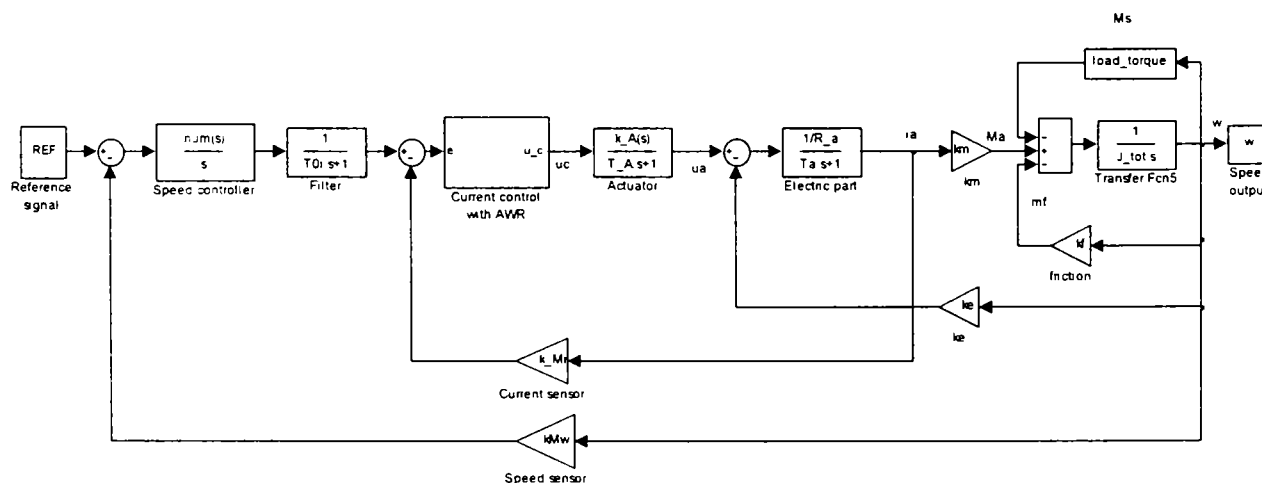 Ms
load_torque
REF
Reference
signal
num(s)
s
Speed controller
1
T0i s+1
Filter
e
u_c
Current control
with AWR
uc
k_A(s)
T_A s+1
Actuator
ua
1/R_a
Ta s+1
Electric part
ia
km
km
Ma
1
J_tot s
Transfer Fcn5
w
w
Speed
output
mf
kf
friction
ke
ke
Current sensor
kMw
Speed sensor